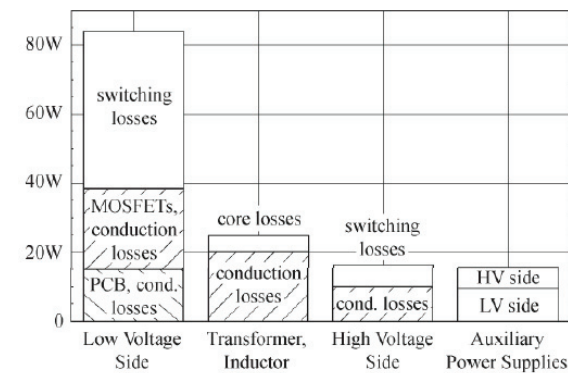 80W
60W
40W
20W
0
switching
losses
MOSFETs,
conduction
losses
PCB, cond.
losses
core losses
conduction
losses
switching
losses
cond. losses
HV side
LV side
Low Voltage
Side
Transformer,
Inductor
High Voltage
Side
Auxiliary
Power Supplies